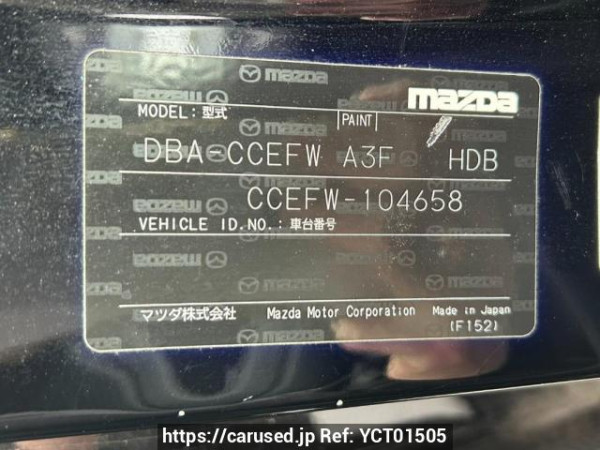 mazda
mazda
MODEL : 型式
PAINT
DBA-CCEFW A3F HDB
CCEFW-104658
VEHICLE ID.NO.: 車台番号
マツダ株式会社 Mazda Motor Corporation Made in Japan
(F152)
https://carused.jp Ref: YCT01505